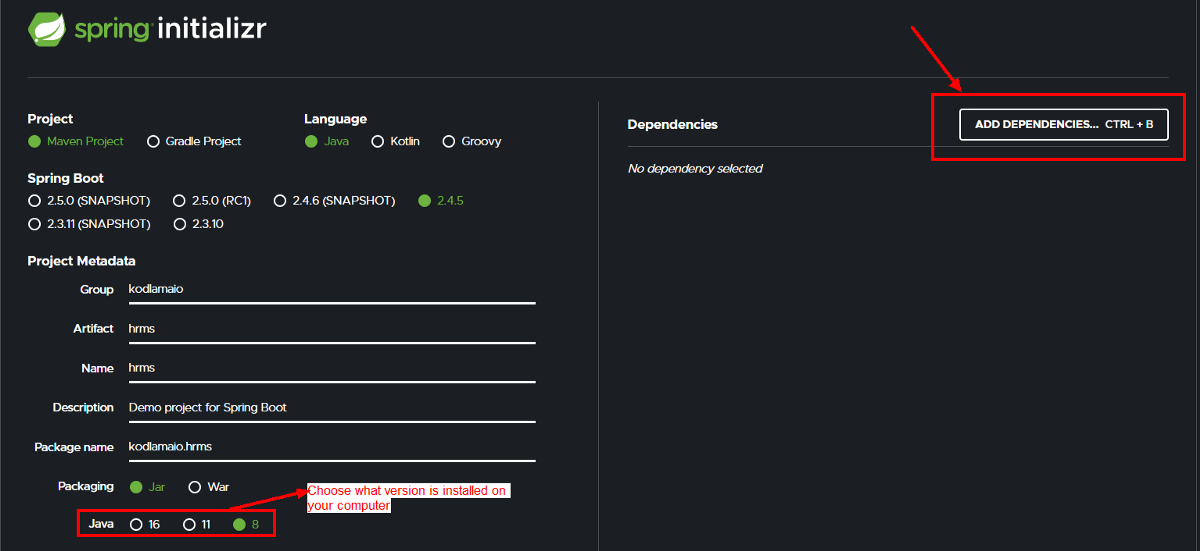 spring initializr
Project
Language
Maven Project Gradle Project
Java Kotlin Groovy
Spring Boot
2.5.0 (SNAPSHOT) 2.5.0 (RC1) 2.4.6 (SNAPSHOT) 2.4.5
2.3.11 (SNAPSHOT) 2.3.10
Project Metadata
Group kodlamaio
Artifact hrms
Name hrms
Description Demo project for Spring Boot
Package name kodlamaio.hrms
Packaging Jar War
Java 16 11 8
Choose what version is installed on
your computer
Dependencies
ADD DEPENDENCIES... CTRL + B
No dependency selected